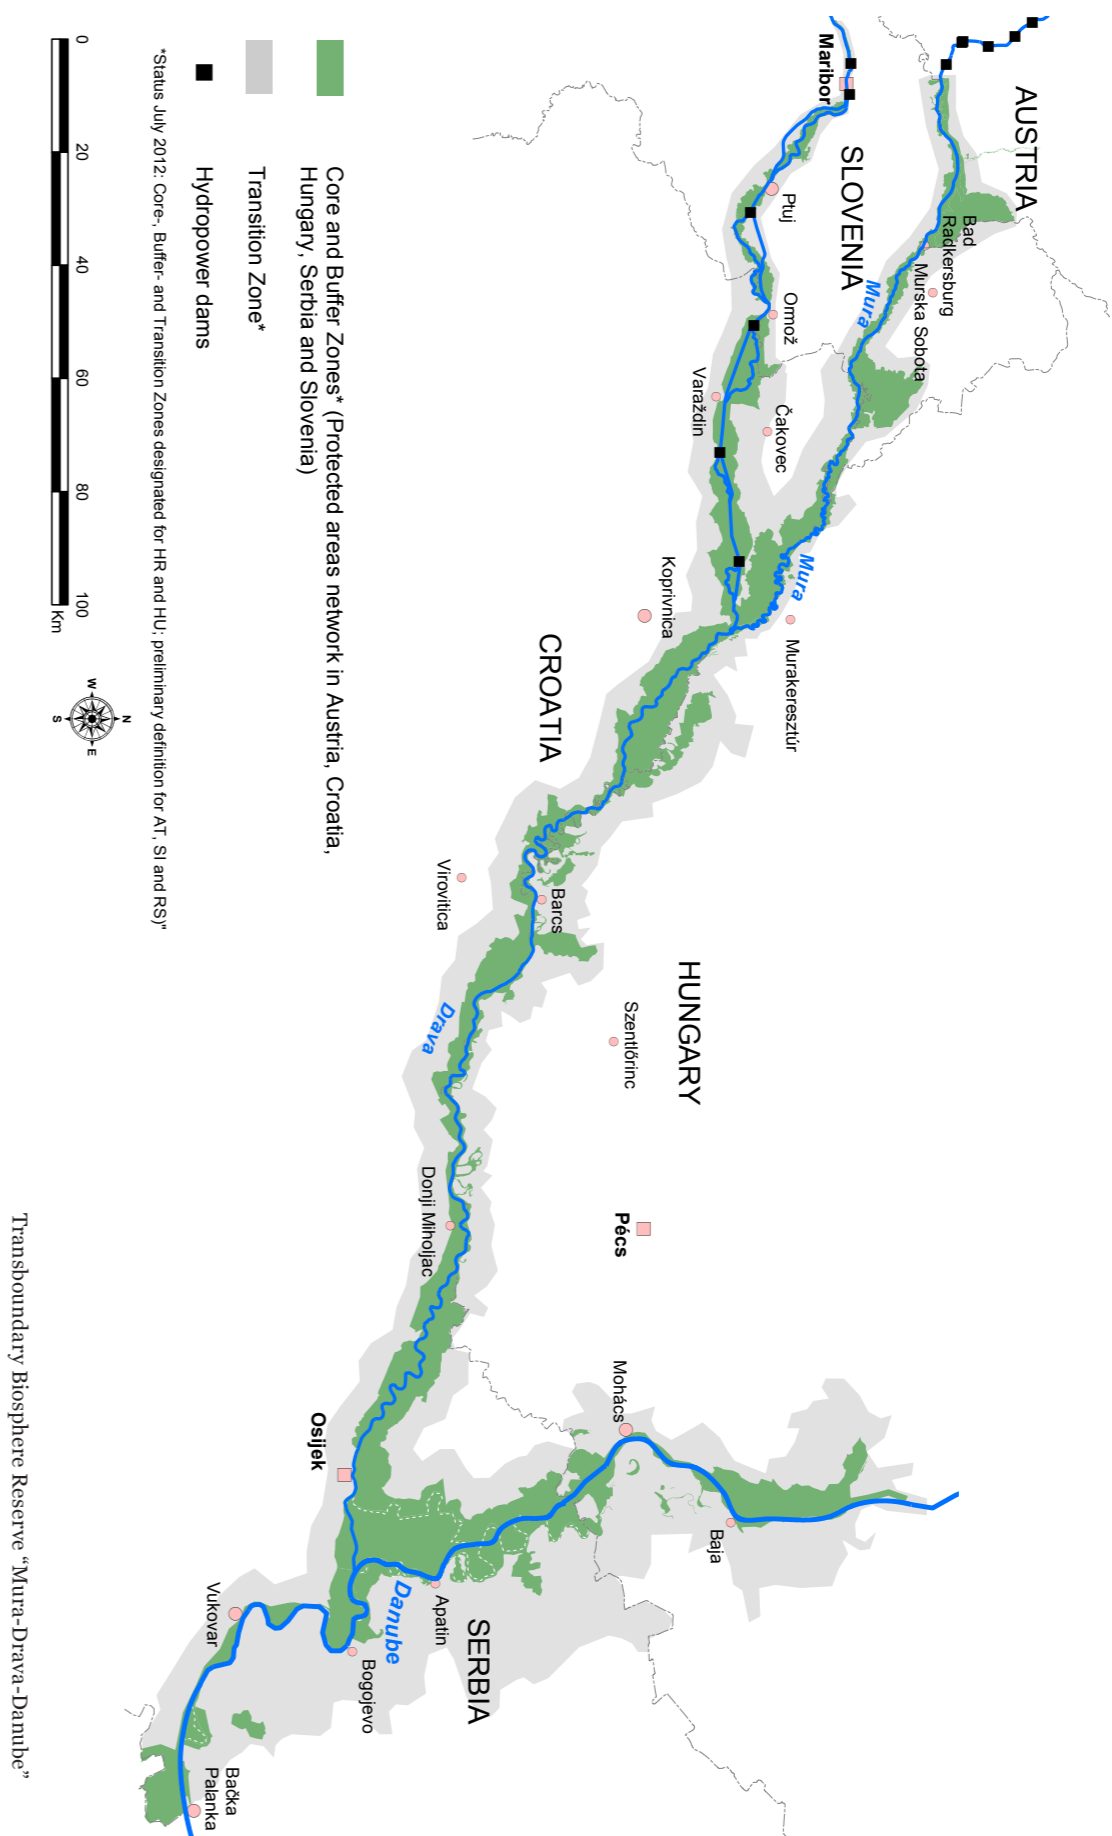 AUSTRIA
SLOVENIA
CROATIA
HUNGARY
SERBIA
Maribor
Ptuj
Ormož
Bad
Radkersburg
Murska Sobota
Mura
Varaždin
Čakovec
Mura
Murakeresztúr
Koprivnica
Barcs
Virovitica
Drava
Szentlőrinc
Pécs
Donji Miholjac
Mohács
Baja
Osijek
Apatin
Danube
Bogojevo
Vukovar
Bačka
Palanka
Core and Buffer Zones* (Protected areas network in Austria, Croatia,
Hungary, Serbia and Slovenia)
Transition Zone*
Hydropower dams
*Status July 2012: Core-, Buffer- and Transition Zones designated for HR and HU; preliminary definition for AT, SI and RS)"
0 20 40 60 80 100
Km
N
W E
S
Transboundary Biosphere Reserve “Mura-Drava-Danube”